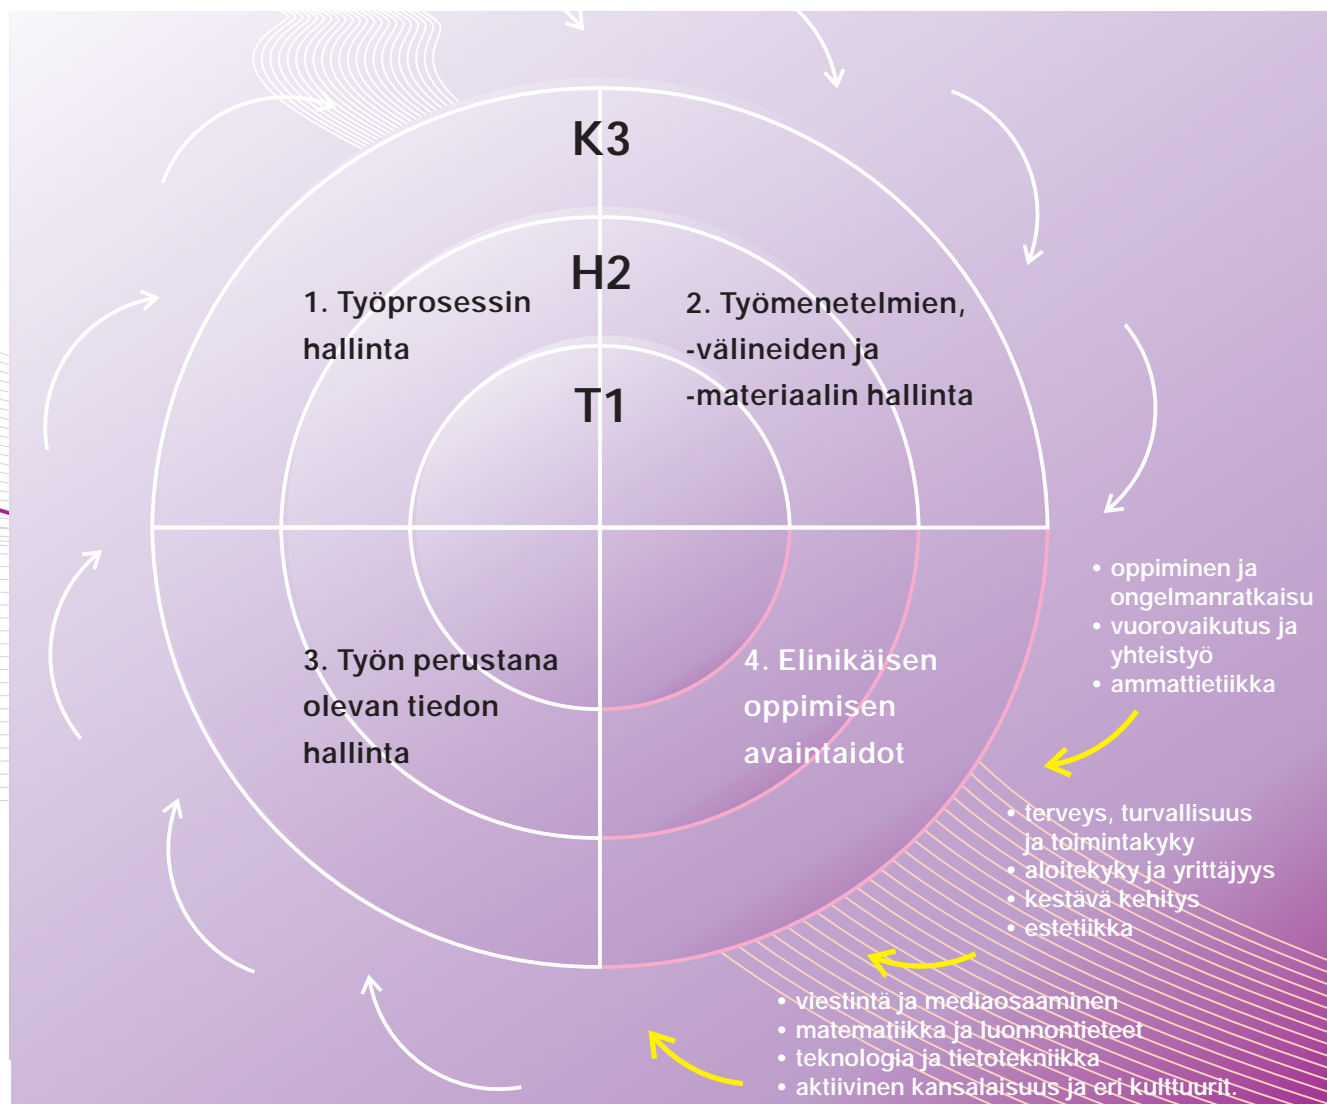 K3
H2
T1
1. Työprosessin
hallinta
2. Työmenetelmien,
-välineiden ja
-materiaalin hallinta
3. Työn perustana
olevan tiedon
hallinta
4. Elinikäisen
oppimisen
avaintaidot
• oppiminen ja
ongelmanratkaisu
• vuorovaikutus ja
yhteistyö
• ammattietiikka
• terveys, turvallisuus
ja toimintakyky
• aloitekyky ja yrittäjyys
• kestävä kehitys
• estetiikka
• viestintä ja mediaosaaminen
• matematiikka ja luonnontieteet
• teknologia ja tietotekniikka
• aktiivinen kansalaisuus ja eri kulttuurit.